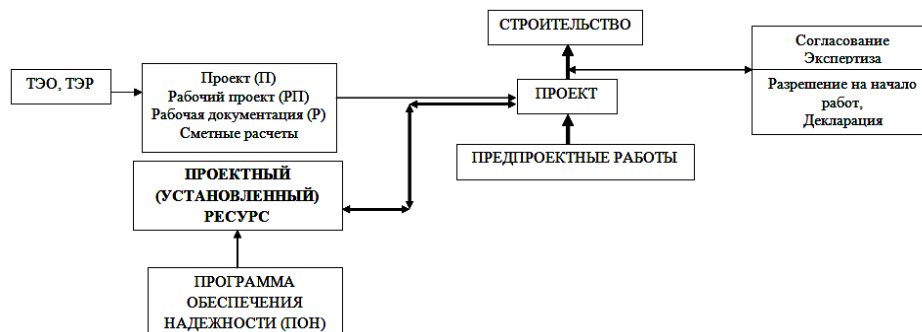 СТРОИТЕЛЬСТВО
Согласование
Экспертиза
Разрешение на начало
работ,
Декларация
ТЭО, ТЭР
Проект (П)
Рабочий проект (РП)
Рабочая документация (Р)
Сметные расчеты
ПРОЕКТ
ПРЕДПРОЕКТНЫЕ РАБОТЫ
ПРОЕКТНЫЙ
(УСТАНОВЛЕННЫЙ)
РЕСУРС
ПРОГРАММА
ОБЕСПЕЧЕНИЯ
НАДЕЖНОСТИ (ПОН)